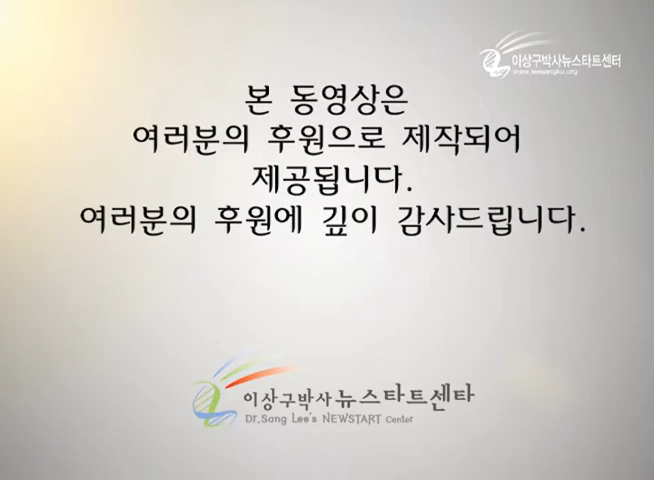 이상구박사뉴스타트센터
www.leesangku.org
본 동영상은
여러분의 후원으로 제작되어
제공됩니다.
여러분의 후원에 깊이 감사드립니다.
이상구박사뉴스타트센타
Dr.Sang Lee's NEWSTART Center